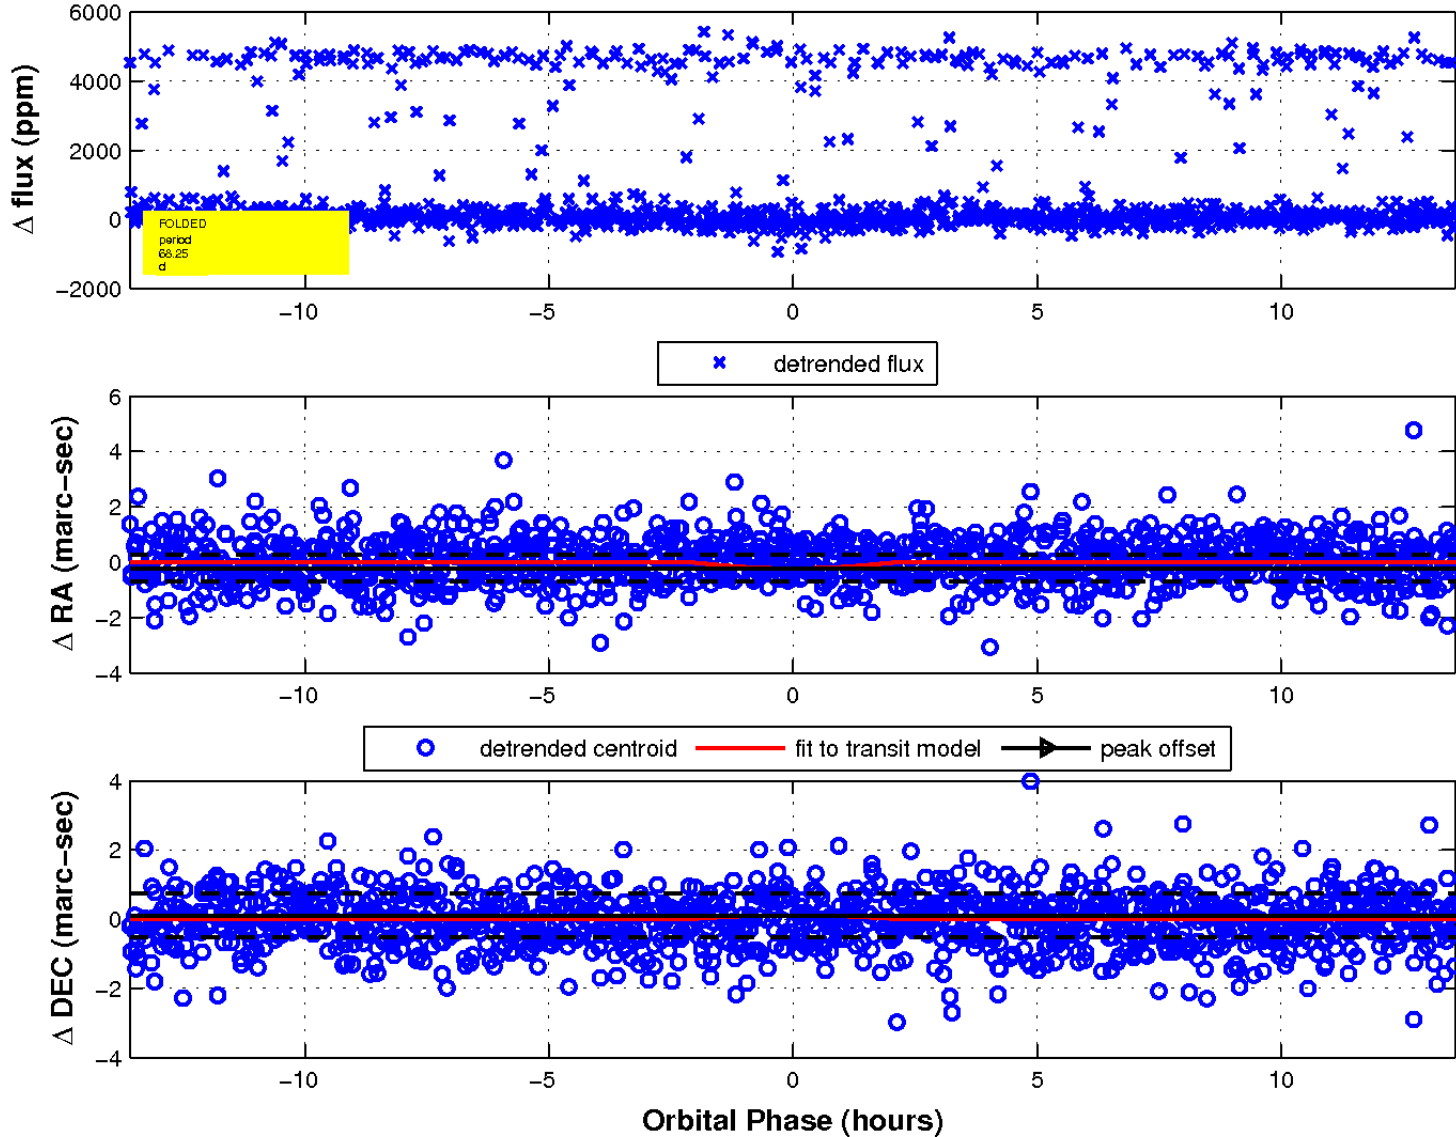 6000
4000
2000
0
−2000
Δ flux (ppm)
FOLDED
period
68.25
d
−10 −5 0 5 10
detrended flux
6
4
2
0
−2
−4
Δ RA (marc−sec)
−10 −5 0 5 10
detrended centroid fit to transit model peak offset
4
2
0
−2
−4
Δ DEC (marc−sec)
−10 −5 0 5 10
Orbital Phase (hours)